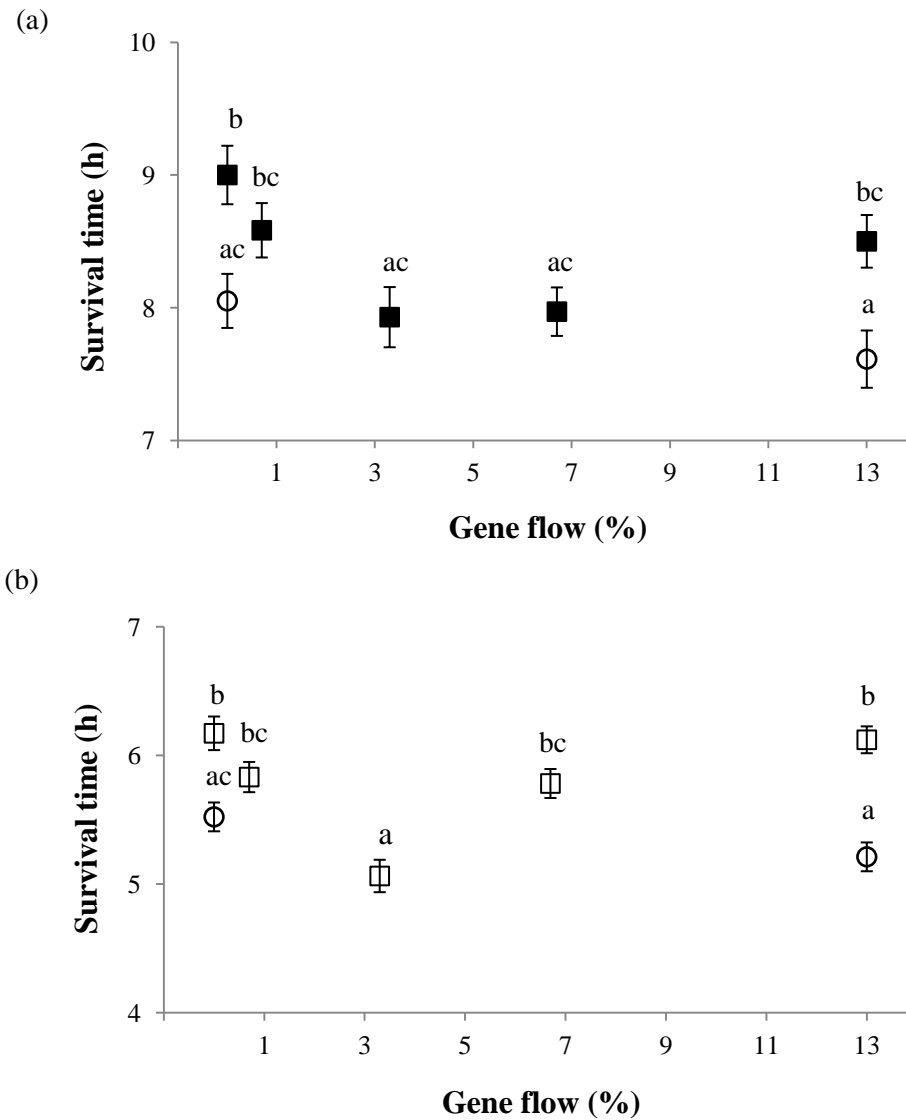 (a)
10
9
8
7
Survival time (h)
b
bc
ac
ac
ac
bc
a
1 3 5 7 9 11 13
Gene flow (%)
(b)
7
6
5
4
Survival time (h)
b
bc
ac
a
bc
b
a
1 3 5 7 9 11 13
Gene flow (%)